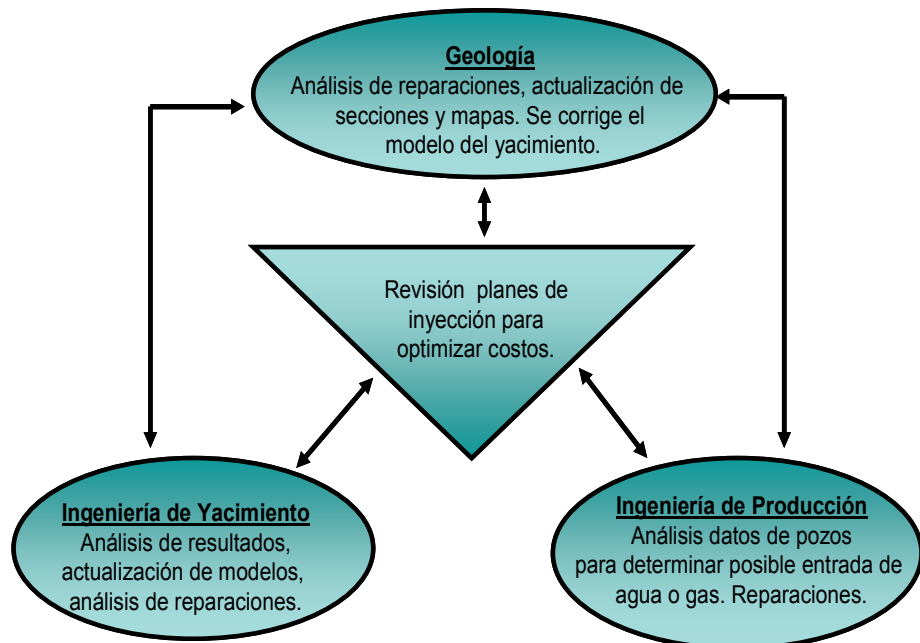 Geología
Análisis de reparaciones, actualización de
secciones y mapas. Se corrige el
modelo del yacimiento.
Revisión planes de
inyección para
optimizar costos.
Ingeniería de Yacimiento
Análisis de resultados,
actualización de modelos,
análisis de reparaciones.
Ingeniería de Producción
Análisis datos de pozos
para determinar posible entrada de
agua o gas. Reparaciones.